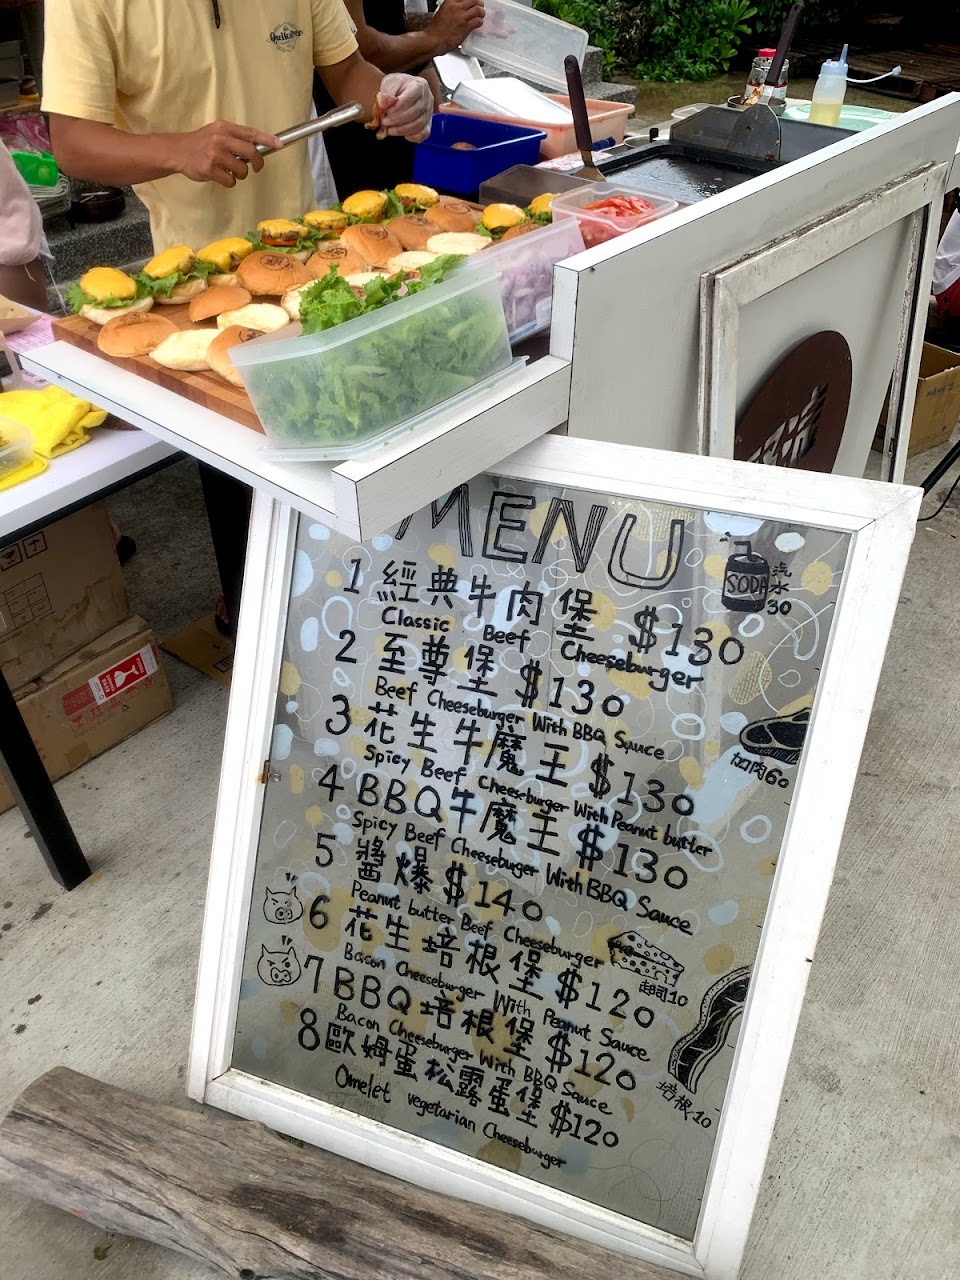 MENU
SODA 汽水 30
1 經典牛肉堡 $130
Classic Beef Cheeseburger
2 至尊堡 $130
Beef Cheeseburger With BBQ Sauce
3 花生牛魔王 $130
Spicy Beef Cheeseburger With Peanut butter
加肉60
4 BBQ牛魔王 $130
Spicy Beef Cheeseburger With BBQ Sauce
5 醬爆 $140
Peanut butter Beef Cheeseburger
起司10
6 花生培根堡 $120
Bacon Cheeseburger With Peanut Sauce
7 BBQ培根堡 $120
Bacon Cheeseburger With BBQ Sauce
培根10
8 歐姆蛋松露蛋堡 $120
Omelet vegetarian Cheeseburger